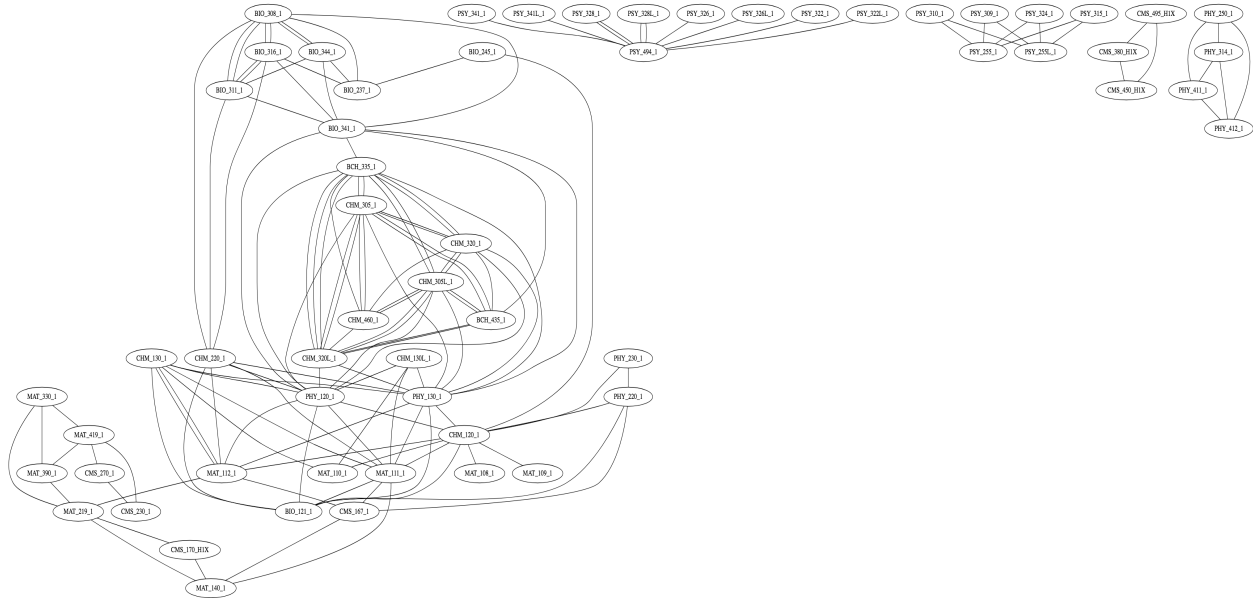 BIO_308_1
PSY_341_1
PSY_341L_1
PSY_328_1
PSY_328L_1
PSY_326_1
PSY_326L_1
PSY_322_1
PSY_322L_1
PSY_310_1
PSY_309_1
PSY_324_1
PSY_315_1
CMS_495_H1X
PHY_250_1
BIO_316_1
BIO_344_1
BIO_245_1
PSY_494_1
PSY_255_1
PSY_255L_1
CMS_380_H1X
PHY_314_1
BIO_311_1
BIO_237_1
CMS_450_H1X
PHY_411_1
BIO_341_1
PHY_412_1
BCH_335_1
CHM_305_1
CHM_320_1
CHM_305L_1
CHM_460_1
BCH_435_1
CHM_130_1
CHM_220_1
CHM_320L_1
CHM_130L_1
PHY_230_1
MAT_330_1
PHY_120_1
PHY_130_1
PHY_220_1
MAT_419_1
CHM_120_1
MAT_390_1
CMS_270_1
MAT_112_1
MAT_110_1
MAT_111_1
MAT_108_1
MAT_109_1
MAT_219_1
CMS_230_1
BIO_121_1
CMS_167_1
CMS_170_H1X
MAT_140_1